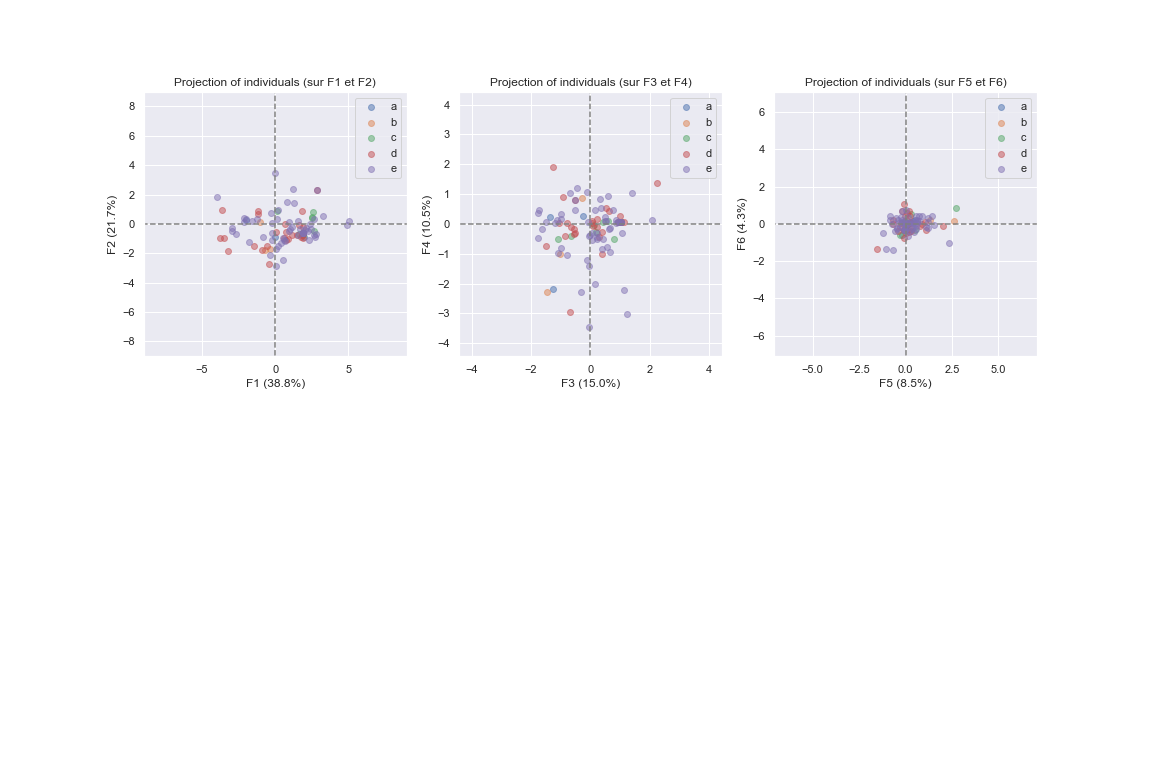 Projection of individuals (sur F1 et F2)
8
6
4
2
0
−2
−4
−6
−8
−5
0
5
F2 (21.7%)
F1 (38.8%)
a
b
c
d
e
Projection of individuals (sur F3 et F4)
4
3
2
1
0
−1
−2
−3
−4
−4
−2
0
2
4
F4 (10.5%)
F3 (15.0%)
a
b
c
d
e
Projection of individuals (sur F5 et F6)
6
4
2
0
−2
−4
−6
−5.0
−2.5
0.0
2.5
5.0
F6 (4.3%)
F5 (8.5%)
a
b
c
d
e